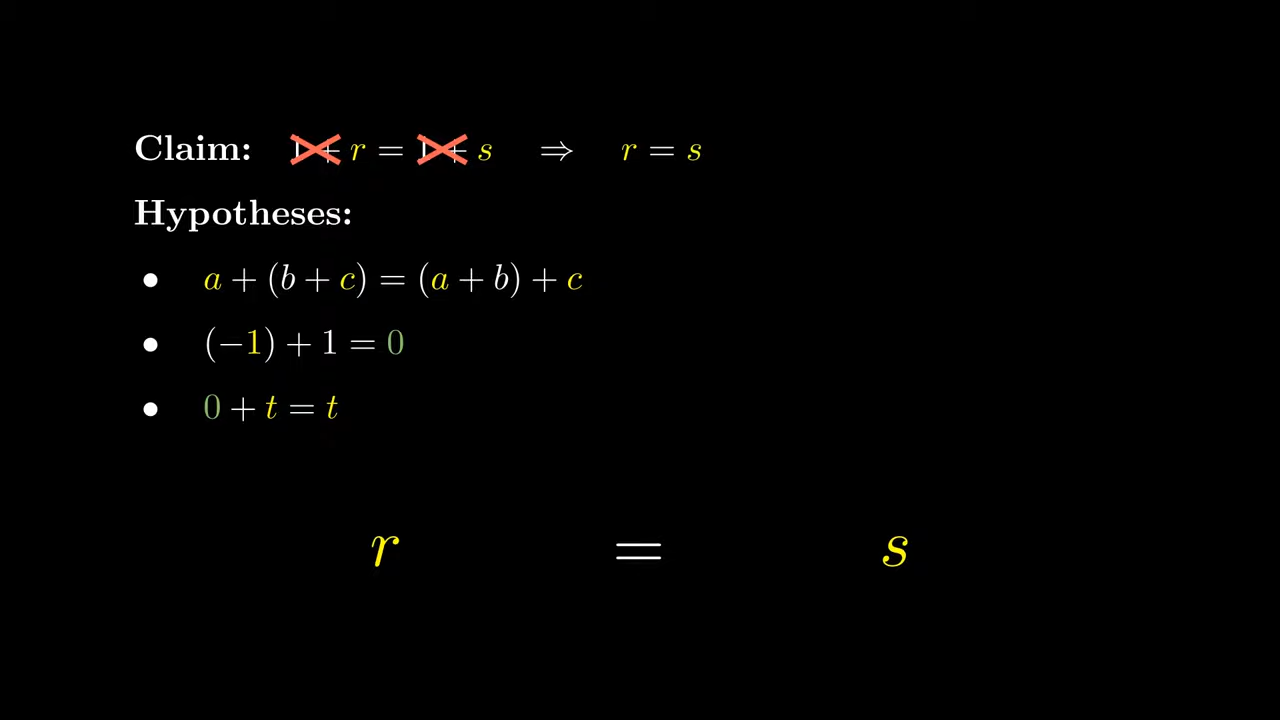 Claim: 1 + r = 1 + s ⇒ r = s
Hypotheses:
• a + (b + c) = (a + b) + c
• (−1) + 1 = 0
• 0 + t = t
r = s